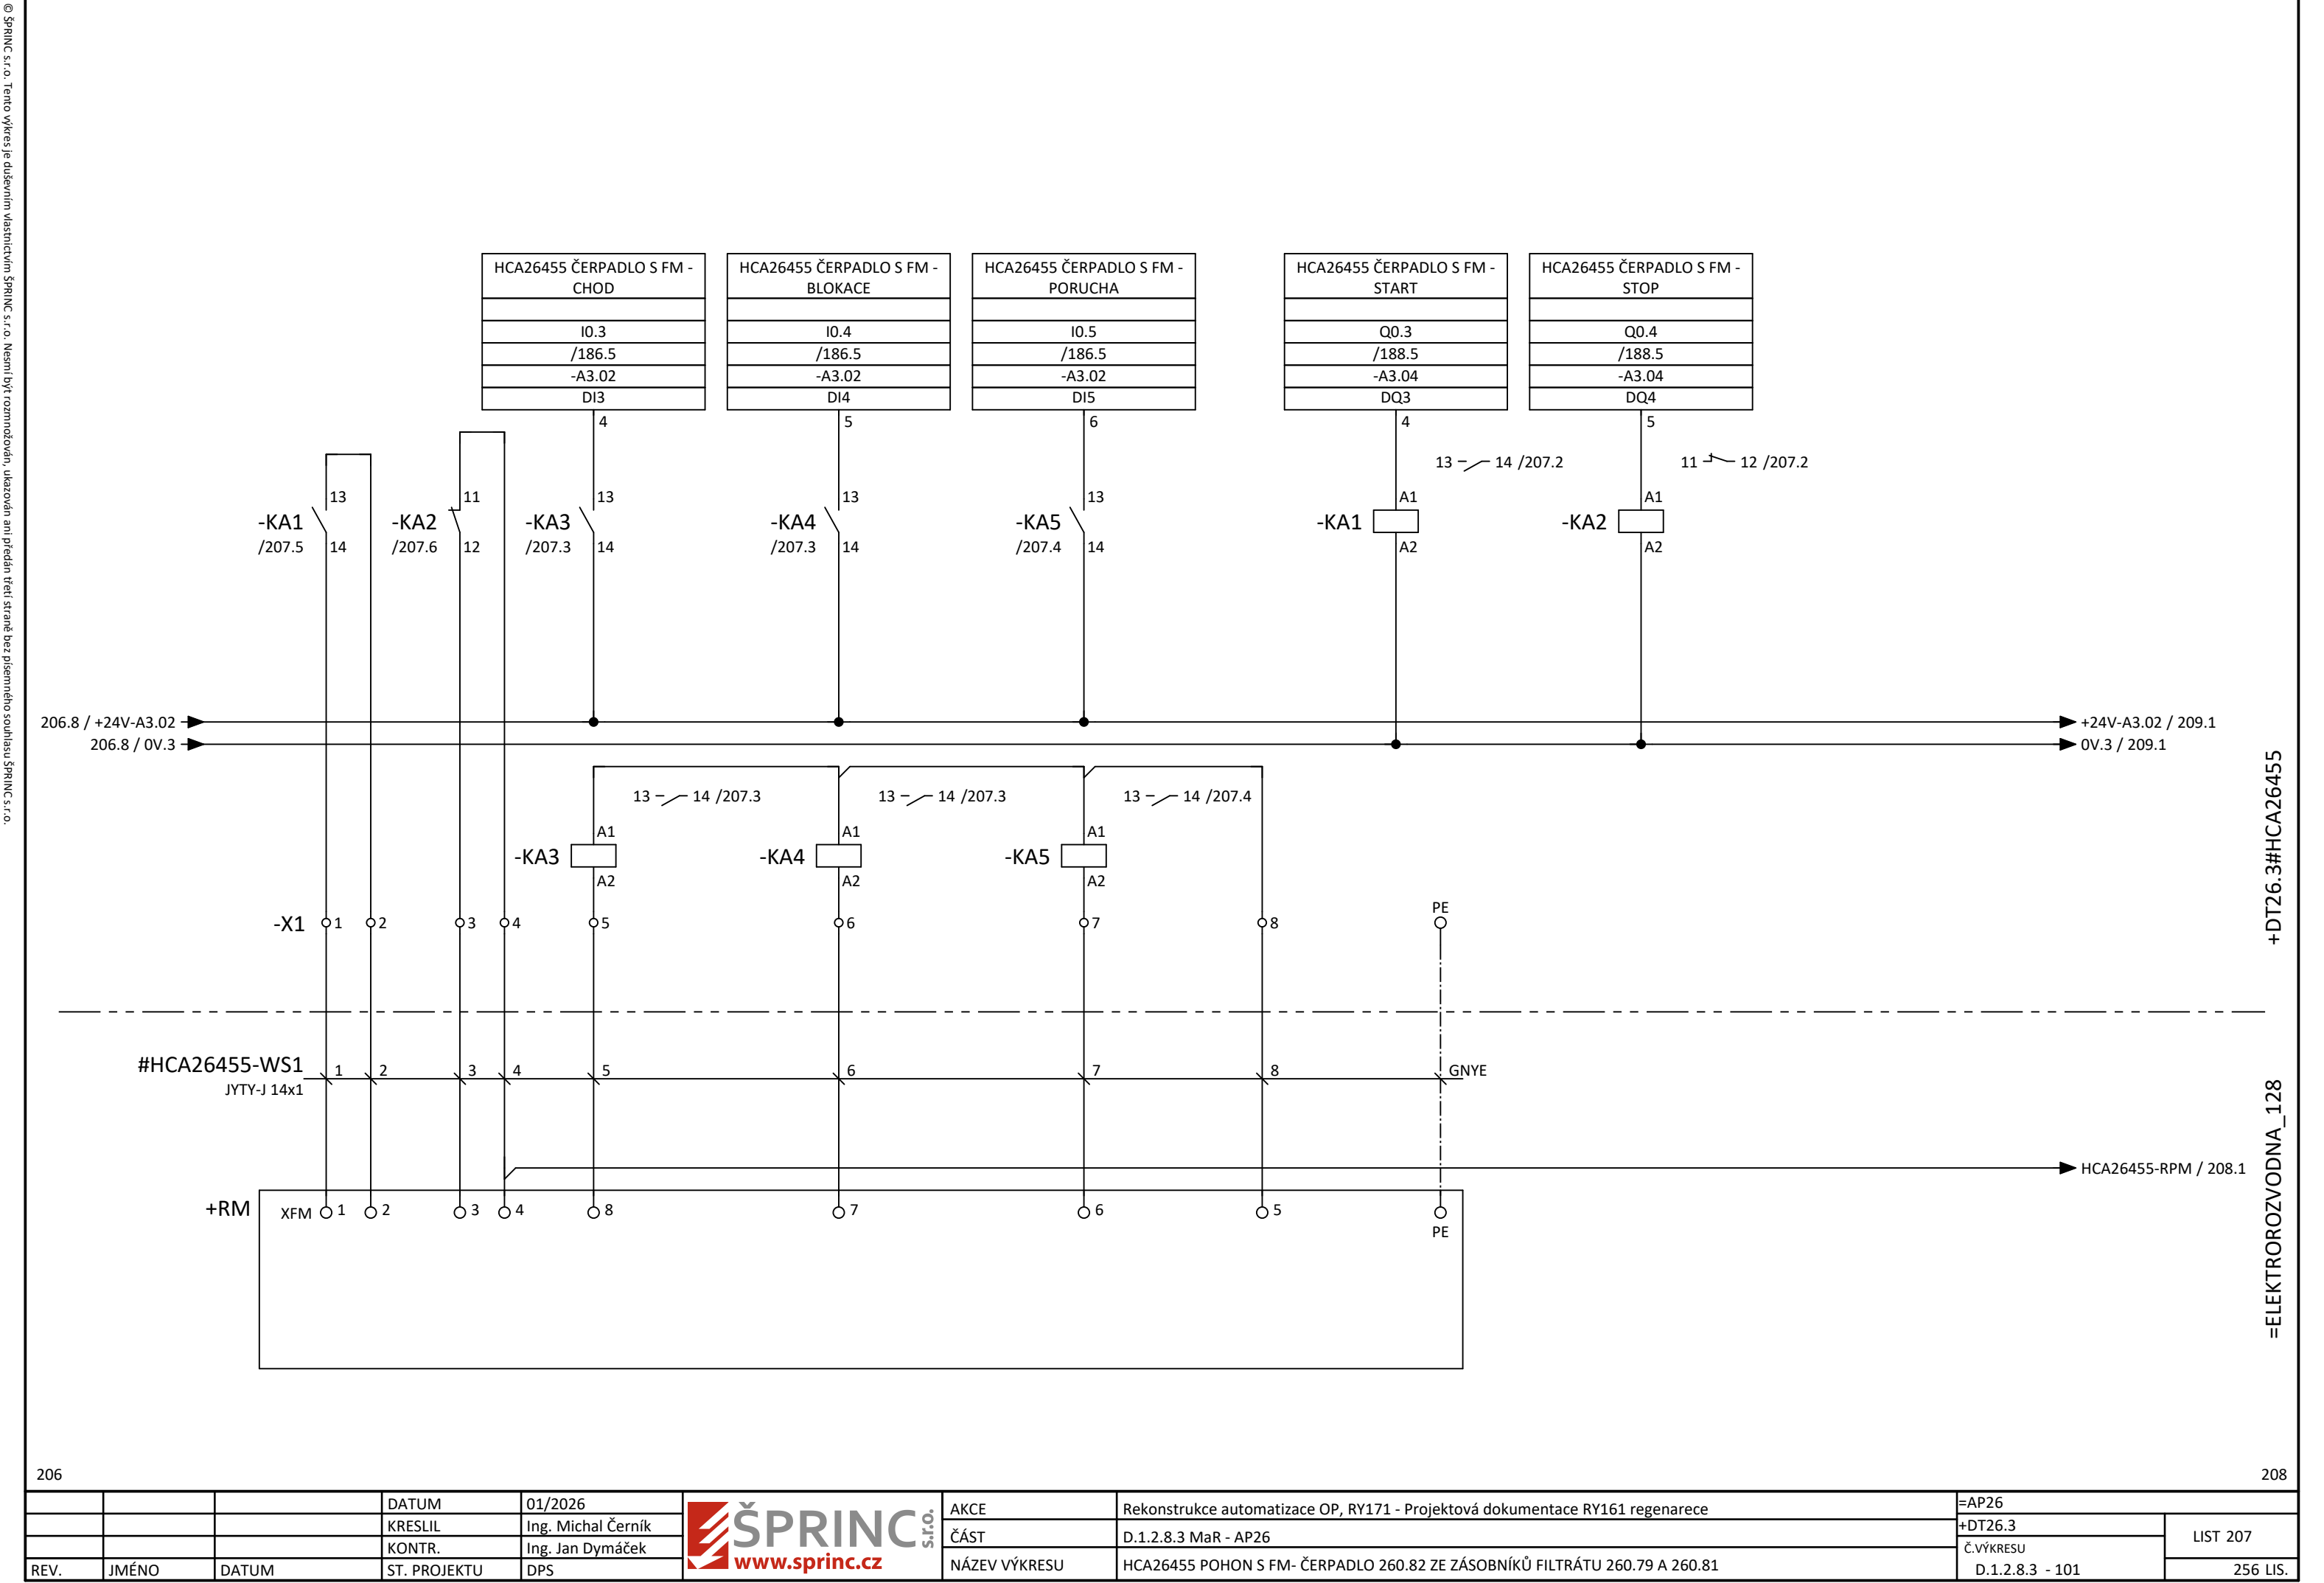 © ŠPRINC s.r.o. Tento výkres je duševním vlastnictvím ŠPRINC s.r.o. Nesmí být rozmnožován, ukazován ani předán třetí straně bez písemného souhlasu ŠPRINC s.r.o.
HCA26455 ČERPADLO S FM -
CHOD
I0.3
/186.5
-A3.02
DI3
4
HCA26455 ČERPADLO S FM -
BLOKACE
I0.4
/186.5
-A3.02
DI4
5
HCA26455 ČERPADLO S FM -
PORUCHA
I0.5
/186.5
-A3.02
DI5
6
HCA26455 ČERPADLO S FM -
START
Q0.3
/188.5
-A3.04
DQ3
4
HCA26455 ČERPADLO S FM -
STOP
Q0.4
/188.5
-A3.04
DQ4
5
13 14 /207.2
11 12 /207.2
13 11 13 13 13 A1 A1
-KA1 -KA2 -KA3 -KA4 -KA5 -KA1 -KA2
/207.5 14 /207.6 12 /207.3 14 /207.3 14 /207.4 14 A2 A2
206.8 / +24V-A3.02 +24V-A3.02 / 209.1
206.8 / 0V.3 0V.3 / 209.1
13 14 /207.3 13 14 /207.3 13 14 /207.4
A1 A1 A1
-KA3 -KA4 -KA5
A2 A2 A2
PE
-X1 1 2 3 4 5 6 7 8
+DT26.3#HCA26455
#HCA26455-WS1 1 2 3 4 5 6 7 8 GNYE
JYTY-J 14x1
HCA26455-RPM / 208.1
+RM XFM 1 2 3 4 8 7 6 5
PE
=ELEKTROROZVODNA_128
206 208
DATUM 01/2026
KRESLIL Ing. Michal Černík
KONTR. Ing. Jan Dymáček
REV. JMÉNO DATUM ST. PROJEKTU DPS
ŠPRINC s.r.o.
www.sprinc.cz
AKCE Rekonstrukce automatizace OP, RY171 - Projektová dokumentace RY161 regenarece
ČÁST D.1.2.8.3 MaR - AP26
NÁZEV VÝKRESU HCA26455 POHON S FM- ČERPADLO 260.82 ZE ZÁSOBNÍKŮ FILTRÁTU 260.79 A 260.81
=AP26
+DT26.3
Č.VÝKRESU
D.1.2.8.3 - 101
LIST 207
256 LIS.